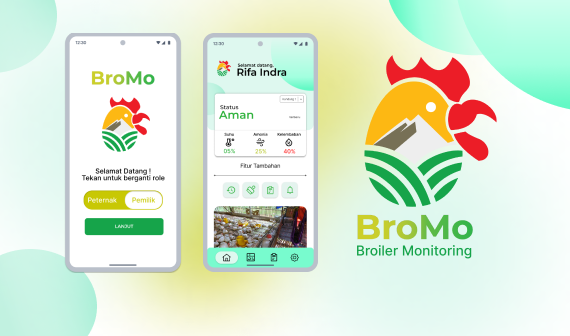 12:30
BroMo
Selamat Datang !
Tekan untuk berganti role
Peternak Pemilik
LANJUT
12:30
Selamat datang,
Rifa Indra
Status
Aman
Suhu Amonia Kelembaban
05% 25% 40%
Fitur Tambahan
BroMo
Broiler Monitoring